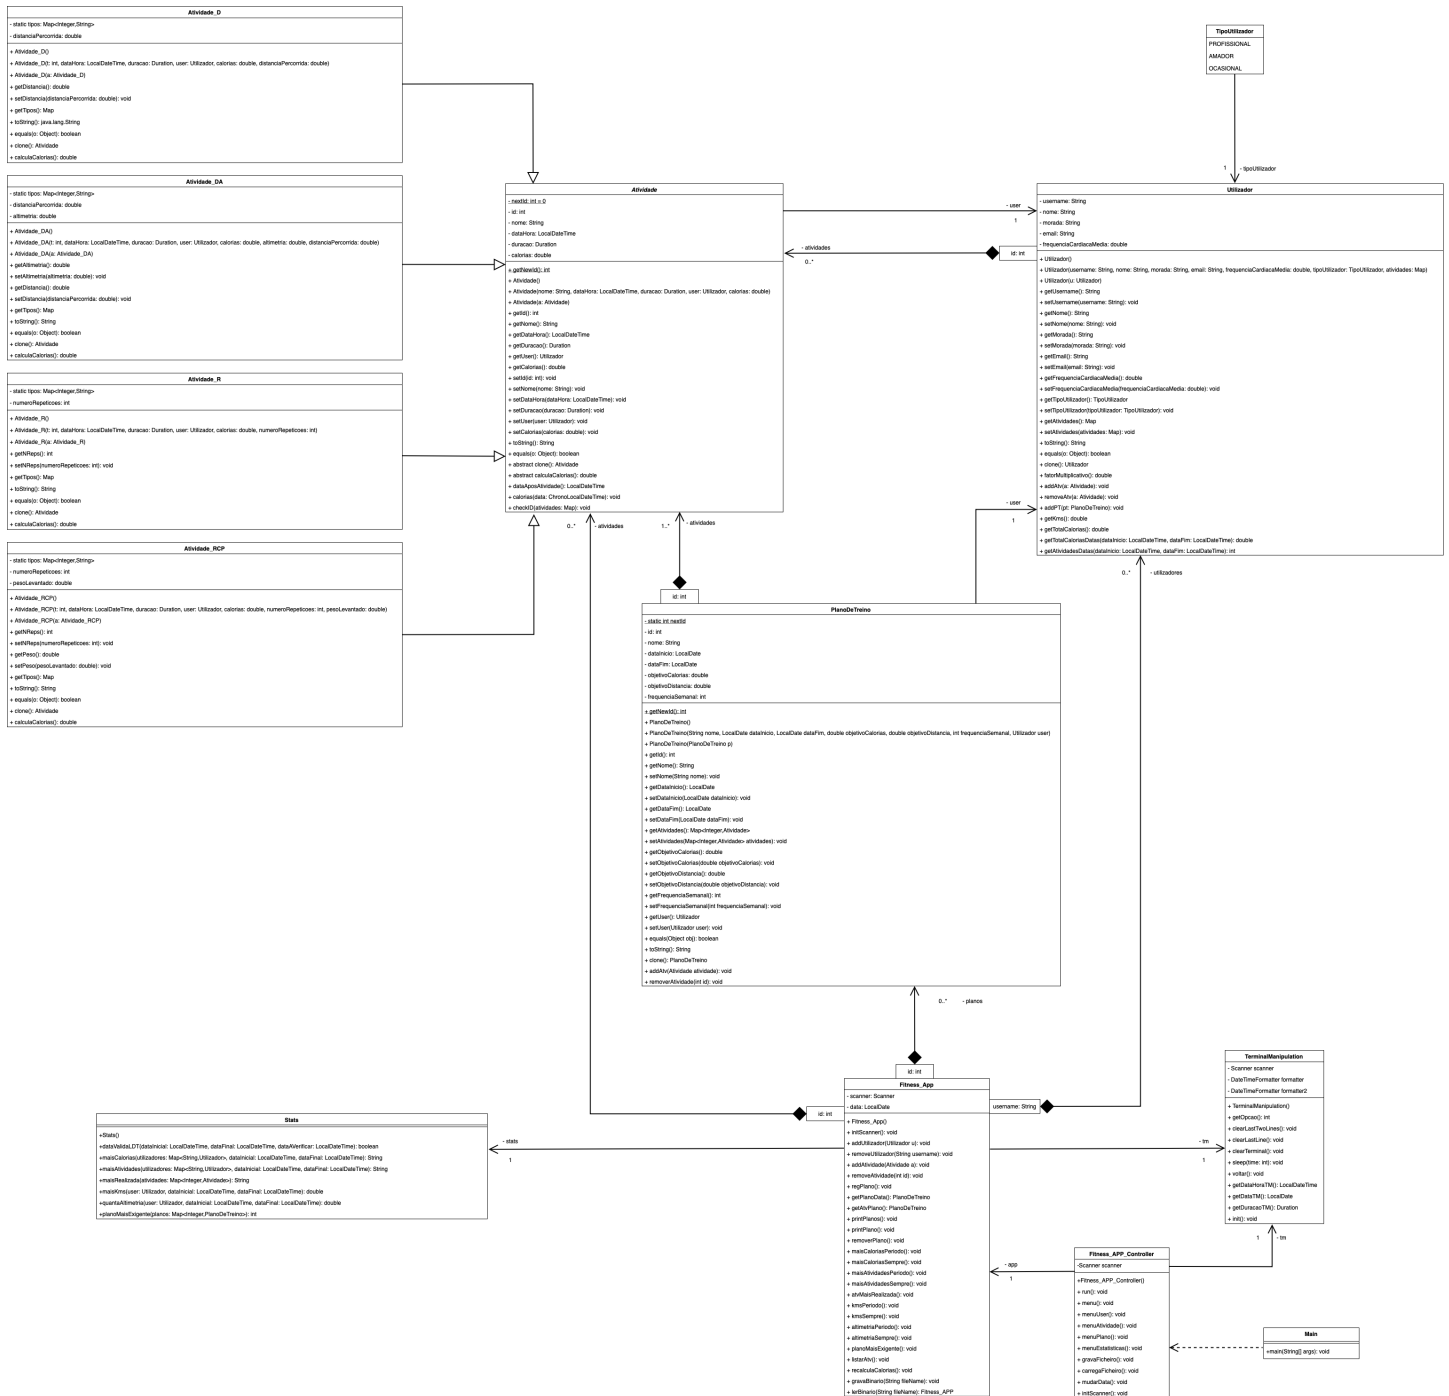 Atividade_D
- static tipos: Map<Integer,String>
- distanciaPercorrida: double
+ Atividade_D()
+ Atividade_D(t: int, dataHora: LocalDateTime, duracao: Duration, user: Utilizador, calorias: double, distanciaPercorrida: double)
+ Atividade_D(a: Atividade_D)
+ getDistancia(): double
+ setDistancia(distanciaPercorrida: double): void
+ getTipos(): Map
+ toString(): java.lang.String
+ equals(o: Object): boolean
+ clone(): Atividade
+ calculaCalorias(): double
Atividade_DA
- static tipos: Map<Integer,String>
- distanciaPercorrida: double
- altimetria: double
+ Atividade_DA()
+ Atividade_DA(t: int, dataHora: LocalDateTime, duracao: Duration, user: Utilizador, calorias: double, altimetria: double, distanciaPercorrida: double)
+ Atividade_DA(a: Atividade_DA)
+ getAltimetria(): double
+ setAltimetria(altimetria: double): void
+ getDistancia(): double
+ setDistancia(distanciaPercorrida: double): void
+ getTipos(): Map
+ toString(): String
+ equals(o: Object): boolean
+ clone(): Atividade
+ calculaCalorias(): double
Atividade_R
- static tipos: Map<Integer,String>
- numeroRepeticoes: int
+ Atividade_R()
+ Atividade_R(t: int, dataHora: LocalDateTime, duracao: Duration, user: Utilizador, calorias: double, numeroRepeticoes: int)
+ Atividade_R(a: Atividade_R)
+ getNReps(): int
+ setNReps(numeroRepeticoes: int): void
+ getTipos(): Map
+ toString(): String
+ equals(o: Object): boolean
+ clone(): Atividade
+ calculaCalorias(): double
Atividade_RCP
- static tipos: Map<Integer,String>
- numeroRepeticoes: int
- pesoLevantado: double
+ Atividade_RCP()
+ Atividade_RCP(t: int, dataHora: LocalDateTime, duracao: Duration, user: Utilizador, calorias: double, numeroRepeticoes: int, pesoLevantado: double)
+ Atividade_RCP(a: Atividade_RCP)
+ getNReps(): int
+ setNReps(numeroRepeticoes: int): void
+ getPeso(): double
+ setPeso(pesoLevantado: double): void
+ getTipos(): Map
+ toString(): String
+ equals(o: Object): boolean
+ clone(): Atividade
+ calculaCalorias(): double
Atividade
- nextId: int = 0
- id: int
- nome: String
- dataHora: LocalDateTime
- duracao: Duration
- calorias: double
+ getNewId(): int
+ Atividade()
+ Atividade(nome: String, dataHora: LocalDateTime, duracao: Duration, user: Utilizador, calorias: double)
+ Atividade(a: Atividade)
+ getId(): int
+ getNome(): String
+ getDataHora(): LocalDateTime
+ getDuracao(): Duration
+ getUser(): Utilizador
+ getCalorias(): double
+ setId(id: int): void
+ setNome(nome: String): void
+ setDataHora(dataHora: LocalDateTime): void
+ setDuracao(duracao: Duration): void
+ setUser(user: Utilizador): void
+ setCalorias(calorias: double): void
+ toString(): String
+ equals(o: Object): boolean
+ abstract clone(): Atividade
+ abstract calculaCalorias(): double
+ dataAposAtividade(): LocalDateTime
+ calorias(data: ChronoLocalDateTime): void
+ checkID(atividades: Map): void
- user
1
- atividades
0..*
id: int
TipoUtilizador
PROFISSIONAL
AMADOR
OCASIONAL
1
- tipoUtilizador
Utilizador
- username: String
- nome: String
- morada: String
- email: String
- frequenciaCardiacaMedia: double
+ Utilizador()
+ Utilizador(username: String, nome: String, morada: String, email: String, frequenciaCardiacaMedia: double, tipoUtilizador: TipoUtilizador, atividades: Map)
+ Utilizador(u: Utilizador)
+ getUsername(): String
+ setUsername(username: String): void
+ getNome(): String
+ setNome(nome: String): void
+ getMorada(): String
+ setMorada(morada: String): void
+ getEmail(): String
+ setEmail(email: String): void
+ getFrequenciaCardiacaMedia(): double
+ setFrequenciaCardiacaMedia(frequenciaCardiacaMedia: double): void
+ getTipoUtilizador(): TipoUtilizador
+ setTipoUtilizador(tipoUtilizador: TipoUtilizador): void
+ getAtividades(): Map
+ setAtividades(atividades: Map): void
+ toString(): String
+ equals(o: Object): boolean
+ clone(): Utilizador
+ fatorMultiplicativo(): double
+ addAtv(a: Atividade): void
+ removeAtv(a: Atividade): void
+ addPT(pt: PlanoDeTreino): void
+ getKms(): double
+ getTotalCalorias(): double
+ getTotalCaloriasDatas(dataInicio: LocalDateTime, dataFim: LocalDateTime): double
+ getAtividadesDatas(dataInicio: LocalDateTime, dataFim: LocalDateTime): int
0..*
- atividades
1..*
- atividades
id: int
- user
1
0..*
- utilizadores
PlanoDeTreino
- static int nextId
- id: int
- nome: String
- dataInicio: LocalDate
- dataFim: LocalDate
- objetivoCalorias: double
- objetivoDistancia: double
- frequenciaSemanal: int
+ getNewId(): int
+ PlanoDeTreino()
+ PlanoDeTreino(String nome, LocalDate dataInicio, LocalDate dataFim, double objetivoCalorias, double objetivoDistancia, int frequenciaSemanal, Utilizador user)
+ PlanoDeTreino(PlanoDeTreino p)
+ getId(): int
+ getNome(): String
+ setNome(String nome): void
+ getDataInicio(): LocalDate
+ setDataInicio(LocalDate dataInicio): void
+ getDataFim(): LocalDate
+ setDataFim(LocalDate dataFim): void
+ getAtividades(): Map<Integer,Atividade>
+ setAtividades(Map<Integer,Atividade> atividades): void
+ getObjetivoCalorias(): double
+ setObjetivoCalorias(double objetivoCalorias): void
+ getObjetivoDistancia(): double
+ setObjetivoDistancia(double objetivoDistancia): void
+ getFrequenciaSemanal(): int
+ setFrequenciaSemanal(int frequenciaSemanal): void
+ getUser(): Utilizador
+ setUser(Utilizador user): void
+ equals(Object obj): boolean
+ toString(): String
+ clone(): PlanoDeTreino
+ addAtv(Atividade atividade): void
+ removerAtividade(int id): void
0..*
- planos
id: int
id: int
username: String
Fitness_App
- scanner: Scanner
- data: LocalDate
+ Fitness_App()
+ initScanner(): void
+ addUtilizador(Utilizador u): void
+ removeUtilizador(String username): void
+ addAtividade(Atividade a): void
+ removeAtividade(int id): void
+ regPlano(): void
+ getPlanoData(): PlanoDeTreino
+ getAtvPlano(): PlanoDeTreino
+ printPlanos(): void
+ printPlano(): void
+ removerPlano(): void
+ maisCaloriasPeriodo(): void
+ maisCaloriasSempre(): void
+ maisAtividadesPeriodo(): void
+ maisAtividadesSempre(): void
+ atvMaisRealizada(): void
+ kmsPeriodo(): void
+ kmsSempre(): void
+ altimetriaPeriodo(): void
+ altimetriaSempre(): void
+ planoMaisExigente(): void
+ listarAtv(): void
+ recalculaCalorias(): void
+ gravaBinario(String fileName): void
+ lerBinario(String fileName): Fitness_APP
Stats
+Stats()
+dataValidaLDT(dataInicial: LocalDateTime, dataFinal: LocalDateTime, dataAVerificar: LocalDateTime): boolean
+maisCalorias(utilizadores: Map<String,Utilizador>, dataInicial: LocalDateTime, dataFinal: LocalDateTime): String
+maisAtividades(utilizadores: Map<String,Utilizador>, dataInicial: LocalDateTime, dataFinal: LocalDateTime): String
+maisRealizada(atividades: Map<Integer,Atividade>): String
+maisKms(user: Utilizador, dataInicial: LocalDateTime, dataFinal: LocalDateTime): double
+quantaAltimetria(user: Utilizador, dataInicial: LocalDateTime, dataFinal: LocalDateTime): double
+planoMaisExigente(planos: Map<Integer,PlanoDeTreino>): int
- stats
1
- tm
1
TerminalManipulation
- Scanner scanner
- DateTimeFormatter formatter
- DateTimeFormatter formatter2
+ TerminalManipulation()
+ getOpcao(): int
+ clearLastTwoLines(): void
+ clearLastLine(): void
+ clearTerminal(): void
+ sleep(time: int): void
+ voltar(): void
+ getDataHoraTM(): LocalDateTime
+ getDataTM(): LocalDate
+ getDuracaoTM(): Duration
+ init(): void
1
- tm
- app
1
Fitness_APP_Controller
-Scanner scanner
+Fitness_APP_Controller()
+ run(): void
+ menu(): void
+ menuUser(): void
+ menuAtividade(): void
+ menuPlano(): void
+ menuEstatisticas(): void
+ gravaFicheiro(): void
+ carregaFicheiro(): void
+ mudarData(): void
+ initScanner(): void
Main
+main(String[] args): void